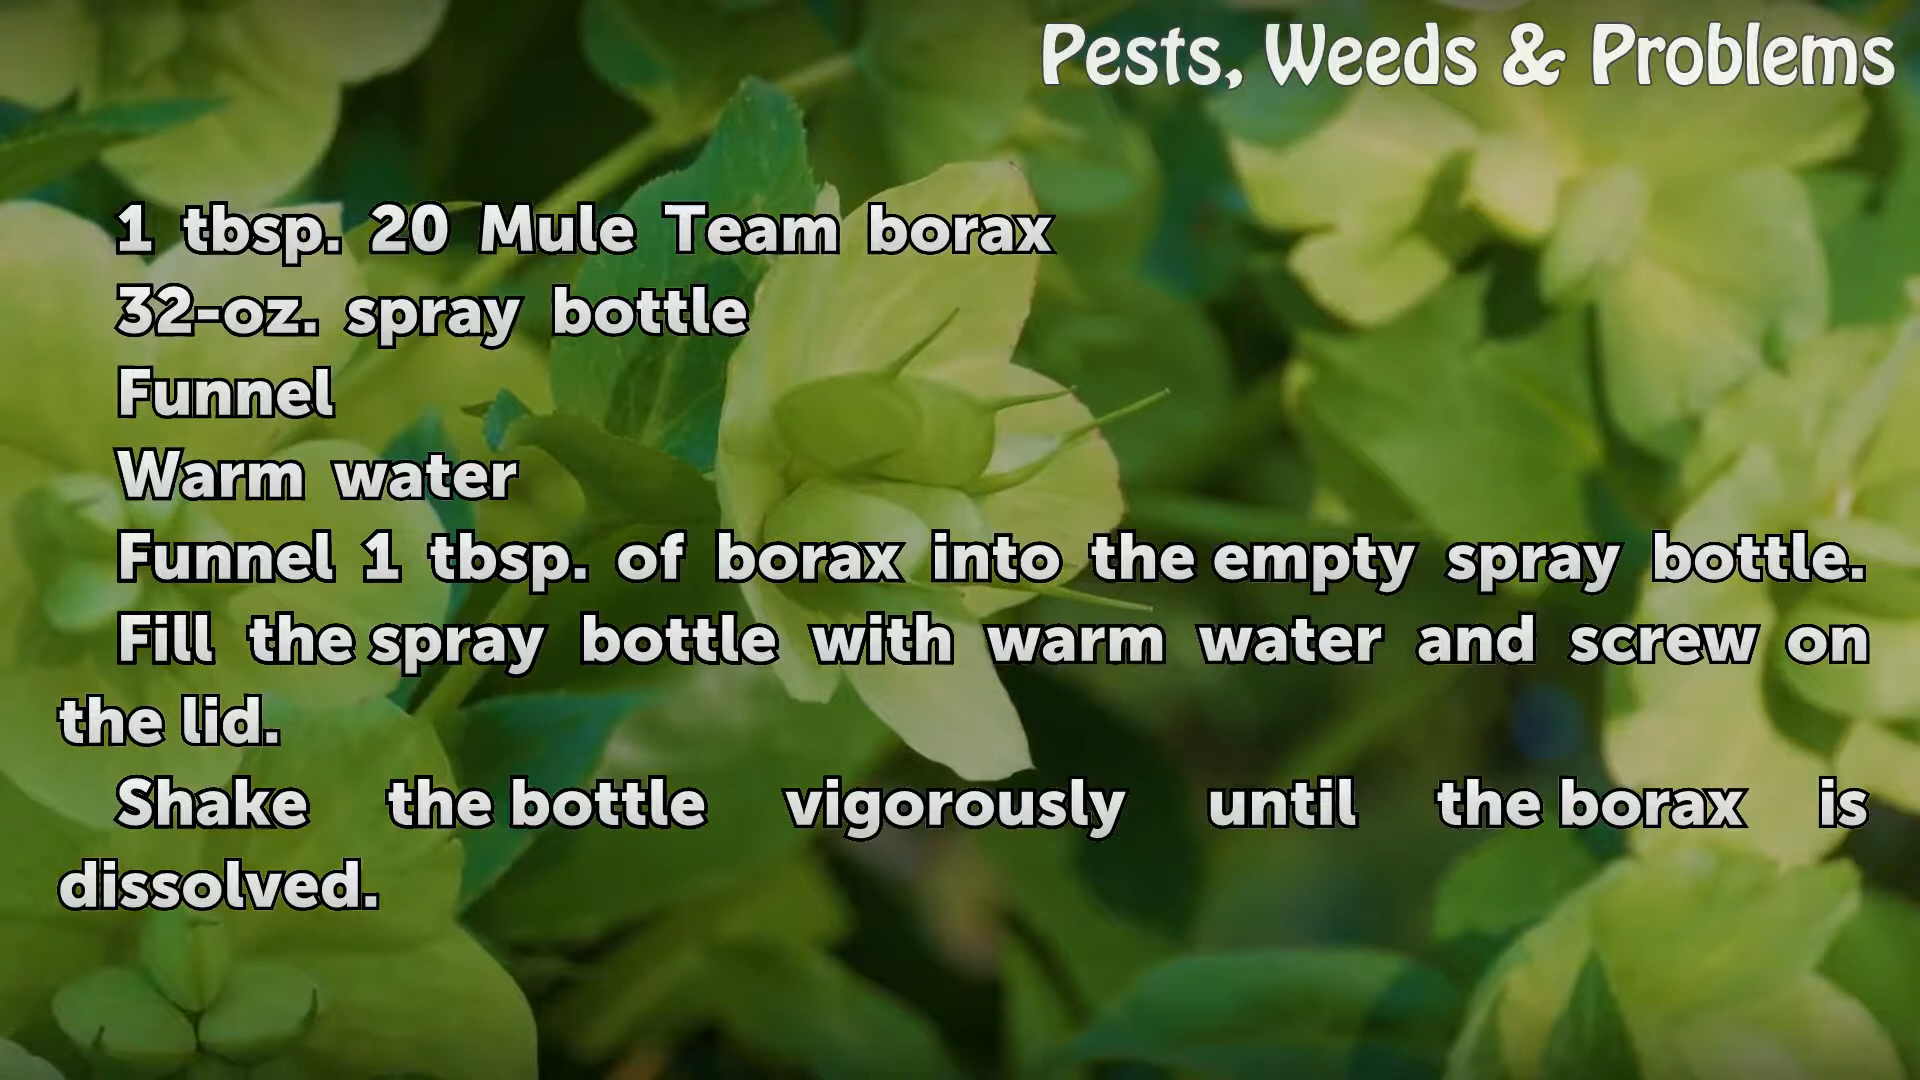 Pests, Weeds & Problems
1 tbsp. 20 Mule Team borax
32-oz. spray bottle
Funnel
Warm water
Funnel 1 tbsp. of borax into the empty spray bottle.
Fill the spray bottle with warm water and screw on
the lid.
Shake the bottle vigorously until the borax is
dissolved.